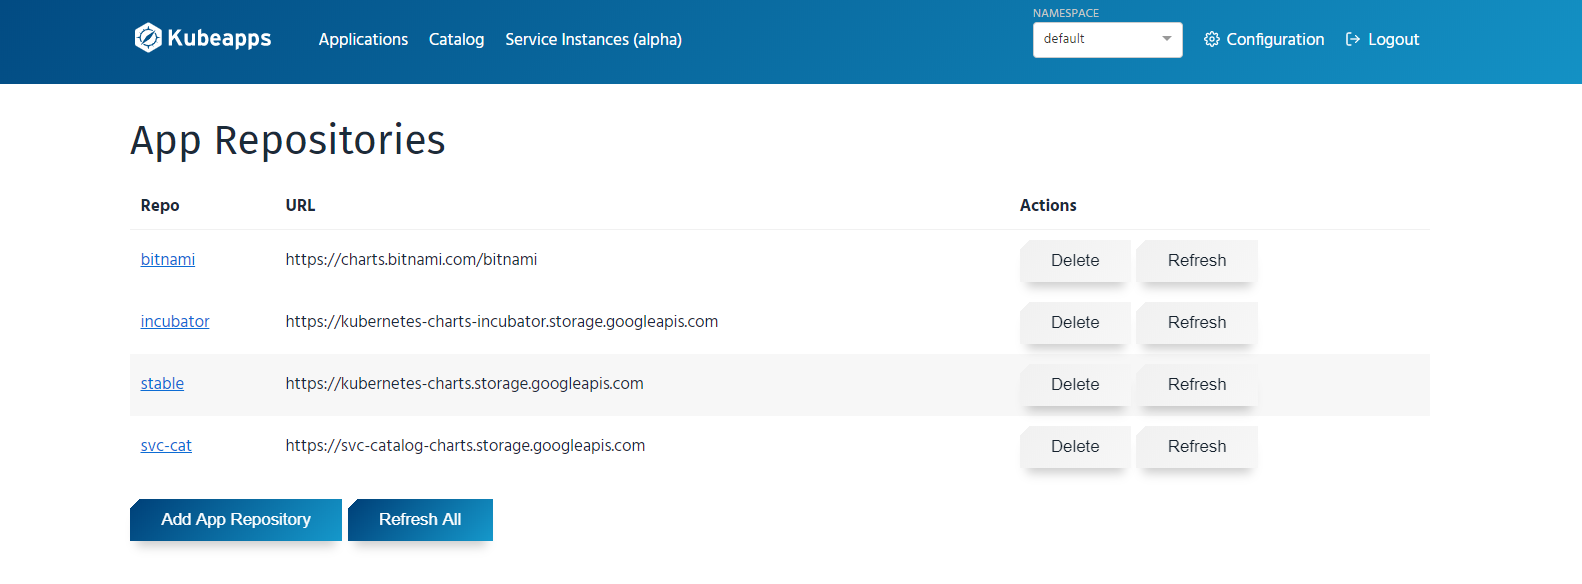 NAMESPACE
Kubeapps Applications Catalog Service Instances (alpha) default Configuration Logout
App Repositories
Repo URL Actions
bitnami https://charts.bitnami.com/bitnami Delete Refresh
incubator https://kubernetes-charts-incubator.storage.googleapis.com Delete Refresh
stable https://kubernetes-charts.storage.googleapis.com Delete Refresh
svc-cat https://svc-catalog-charts.storage.googleapis.com Delete Refresh
Add App Repository Refresh All